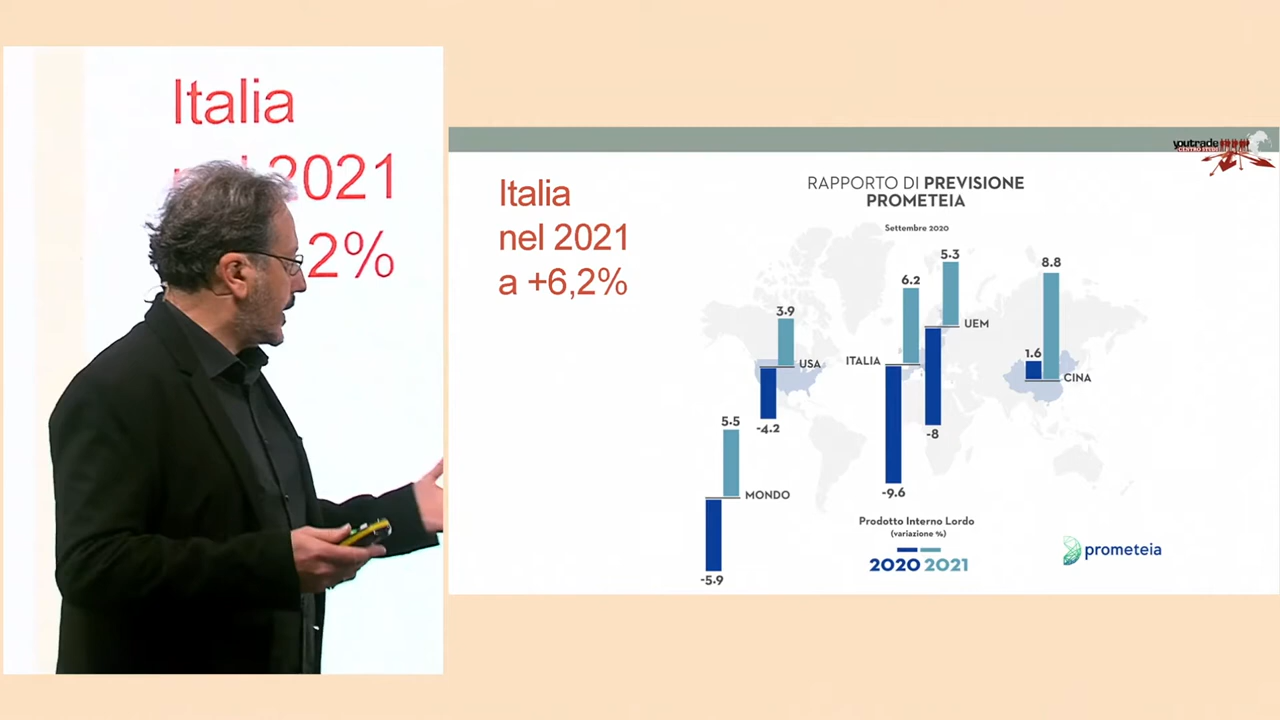 Italia
nel 2021
2%
youtrade
CENTRO STUDI
Italia
nel 2021
a +6,2%
RAPPORTO DI PREVISIONE
PROMETEIA
Settembre 2020
5.3
8.8
6.2
3.9
UEM
1.6
ITALIA
USA
CINA
5.5
-4.2
-8
-9.6
MONDO
Prodotto Interno Lordo
(variazione %)
2020 2021
prometeia
-5.9